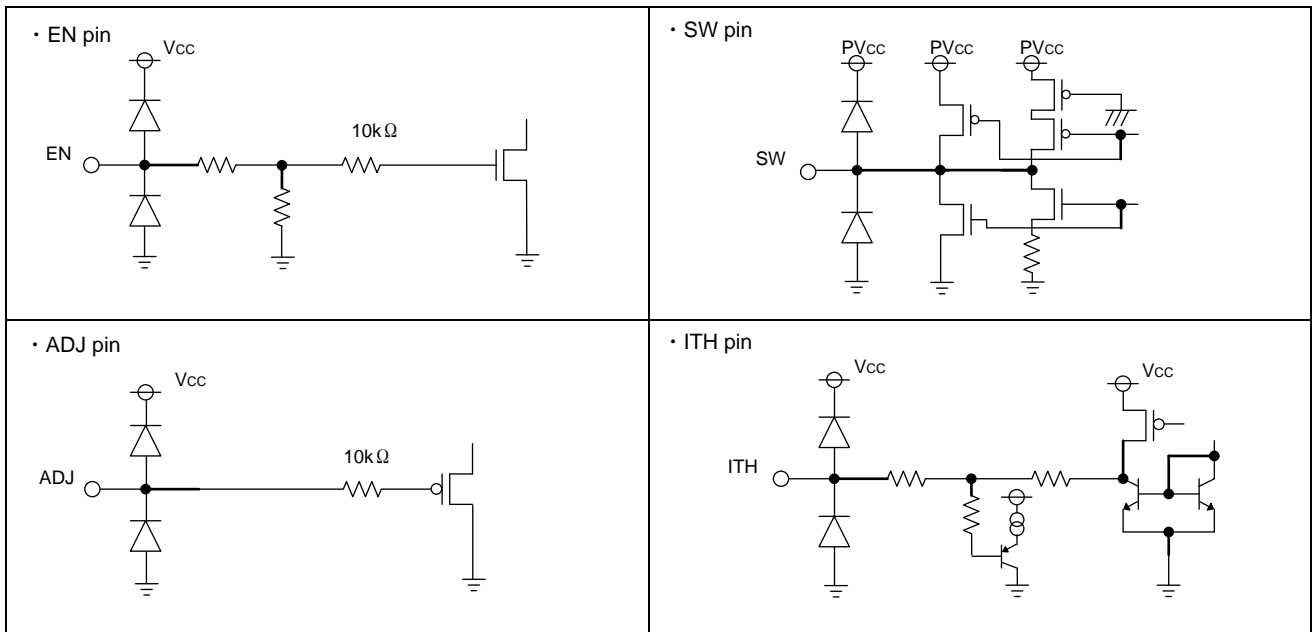 ・EN pin
VCC
10kΩ
EN
・SW pin
PVCC PVCC PVCC
SW
・ADJ pin
VCC
10kΩ
ADJ
・ITH pin
VCC
VCC
ITH